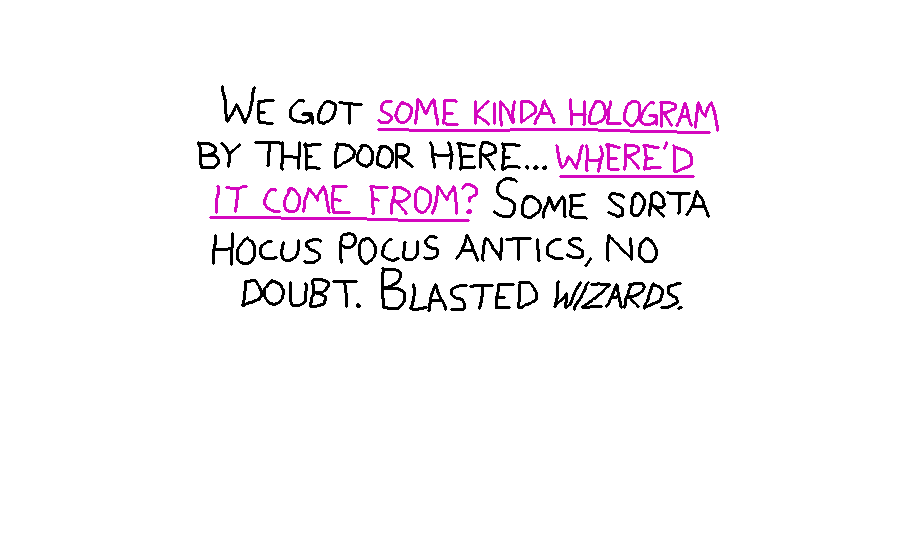 We got some kinda hologram
by the door here... where'd
it come from? Some sorta
hocus pocus antics, no
doubt. Blasted wizards.